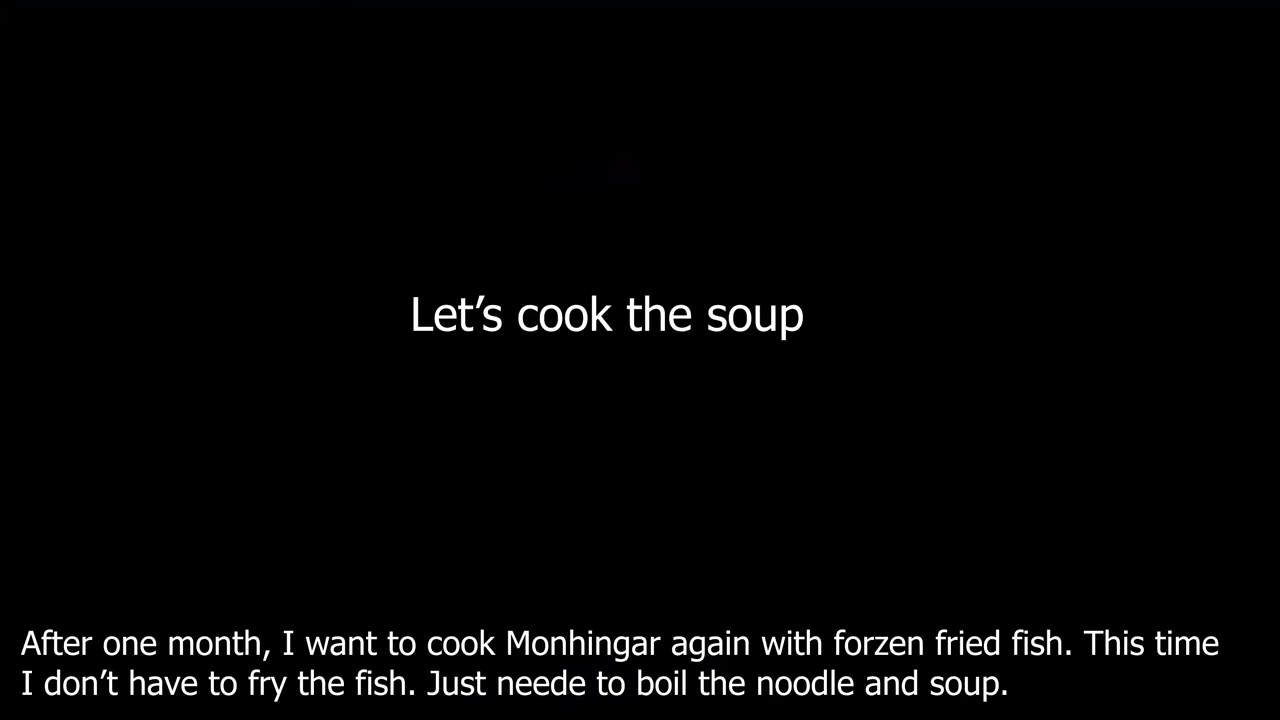 Let’s cook the soup
After one month, I want to cook Monhingar again with forzen fried fish. This time
I don’t have to fry the fish. Just neede to boil the noodle and soup.